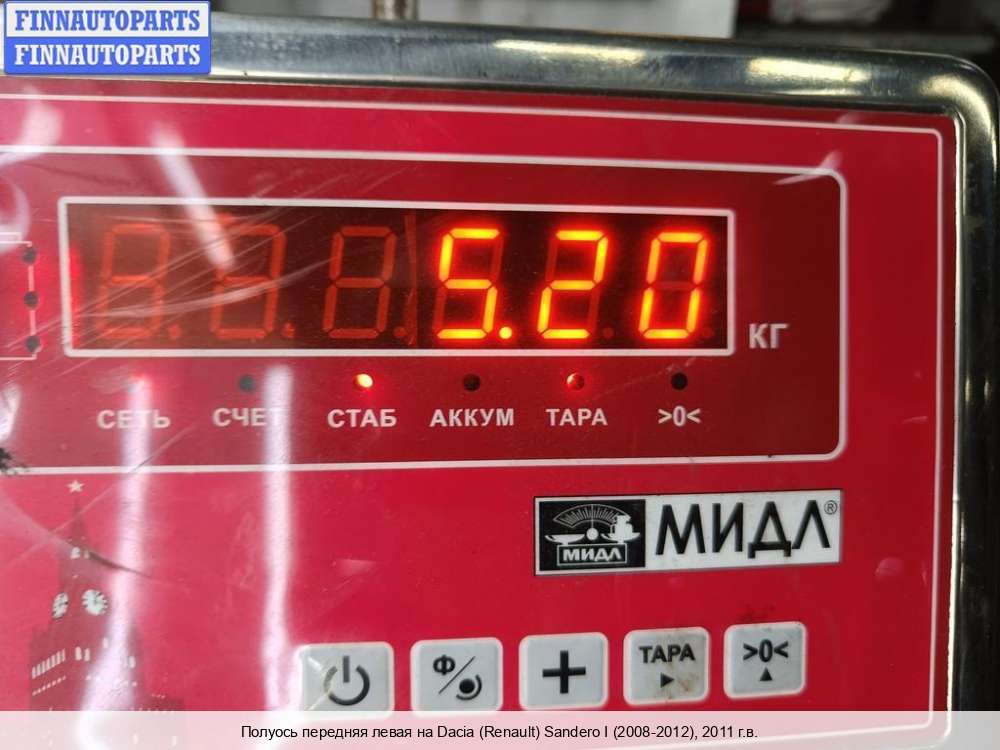 FINNAUTOPARTS
FINNAUTOPARTS
5.20
КГ
СЕТЬ СЧЕТ СТАБ АККУМ ТАРА >0<
МИДЛ
МИДЛ®
Ф
ТАРА
>0<
Полуось передняя левая на Dacia (Renault) Sandero I (2008-2012), 2011 г.в.